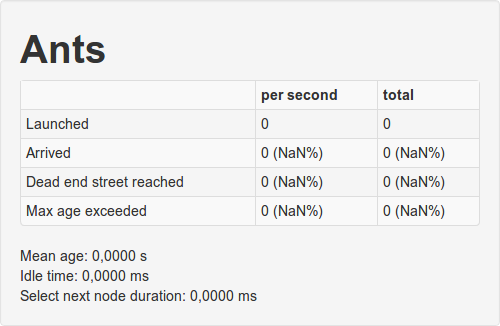 Ants
per second total
Launched 0 0
Arrived 0 (NaN%) 0 (NaN%)
Dead end street reached 0 (NaN%) 0 (NaN%)
Max age exceeded 0 (NaN%) 0 (NaN%)
Mean age: 0,0000 s
Idle time: 0,0000 ms
Select next node duration: 0,0000 ms